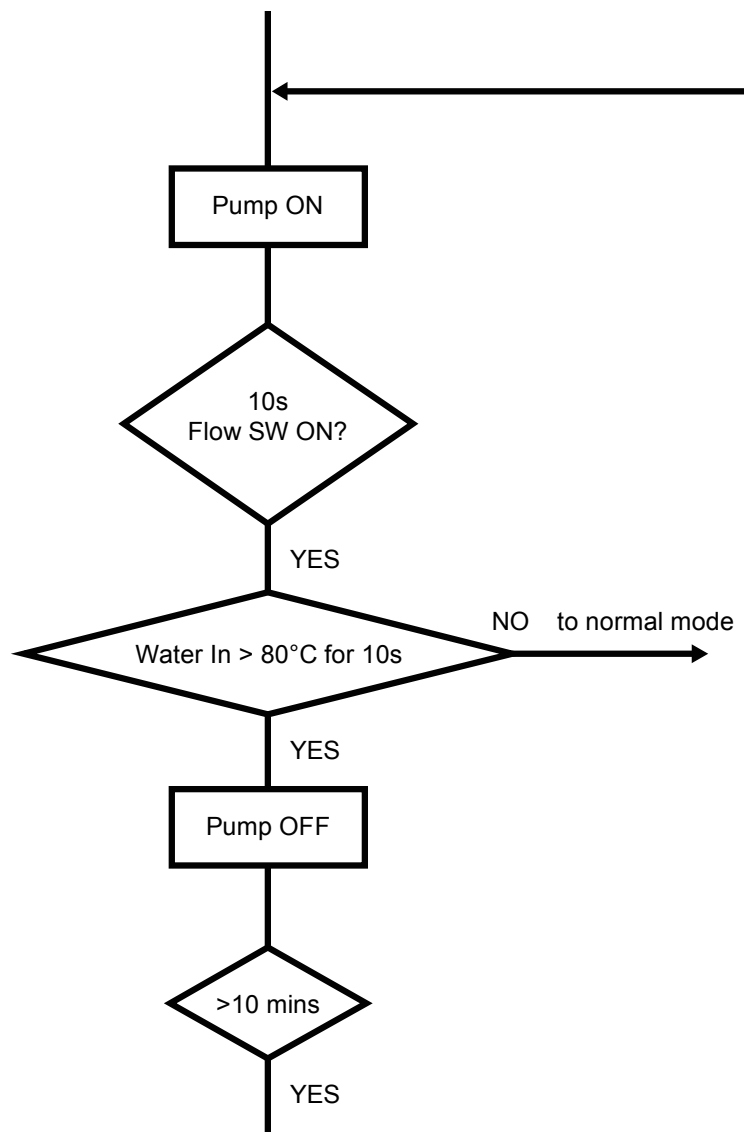 Pump ON
10s
Flow SW ON?
YES
NO to normal mode
Water In > 80°C for 10s
YES
Pump OFF
>10 mins
YES